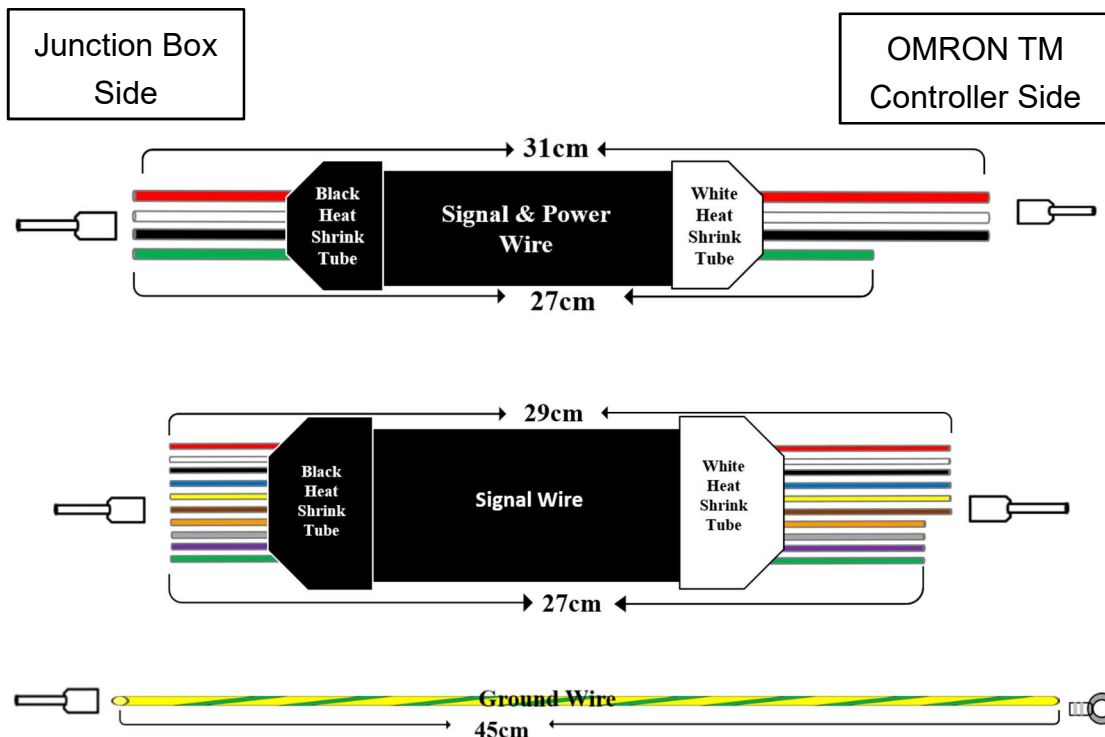 Junction Box
Side
OMRON TM
Controller Side
31cm
Black
Heat
Shrink
Tube
Signal & Power
Wire
White
Heat
Shrink
Tube
27cm
29cm
Black
Heat
Shrink
Tube
Signal Wire
White
Heat
Shrink
Tube
27cm
Ground Wire
45cm